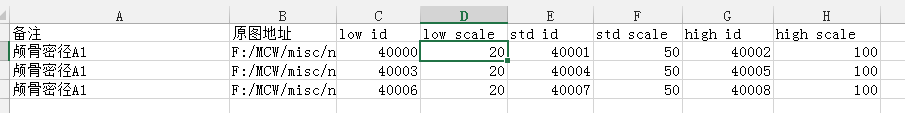 A B C D E F G H
备注 原图地址 low id low scale std id std scale high id high scale
颅骨密径A1 F:/MCW/misc/n 40000 20 40001 50 40002 100
颅骨密径A1 F:/MCW/misc/n 40003 20 40004 50 40005 100
颅骨密径A1 F:/MCW/misc/n 40006 20 40007 50 40008 100